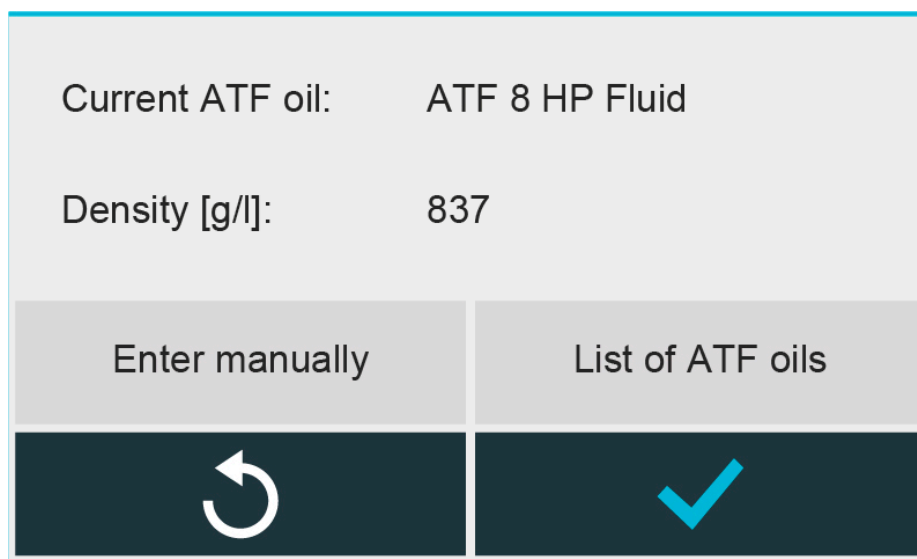 Current ATF oil: ATF 8 HP Fluid
Density [g/l]: 837
Enter manually List of ATF oils